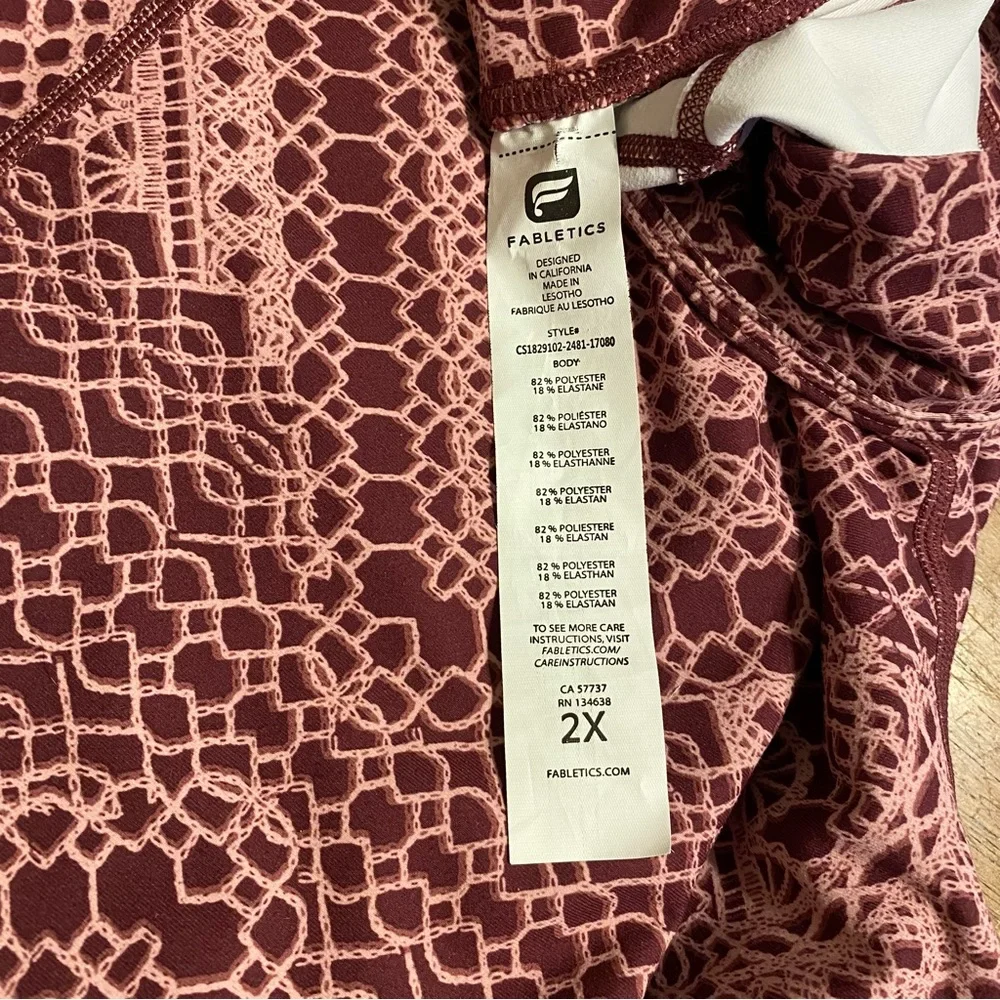 FABLETICS
DESIGNED
IN CALIFORNIA
MADE IN
LESOTHO
FABRIQUE AU LESOTHO
STYLE#
CS1829102-2481-17080
BODY
82 % POLYESTER
18 % ELASTANE
82 % POLIÉSTER
18 % ELASTANO
82 % POLYESTER
18 % ELASTHANNE
82 % POLYESTER
18 % ELASTAN
82 % POLIESTERE
18 % ELASTAN
82 % POLYESTER
18 % ELASTHAN
82 % POLYESTER
18 % ELASTAAN
TO SEE MORE CARE
INSTRUCTIONS, VISIT
FABLETICS.COM/
CAREINSTRUCTIONS
CA 57737
RN 134638
2X
FABLETICS.COM